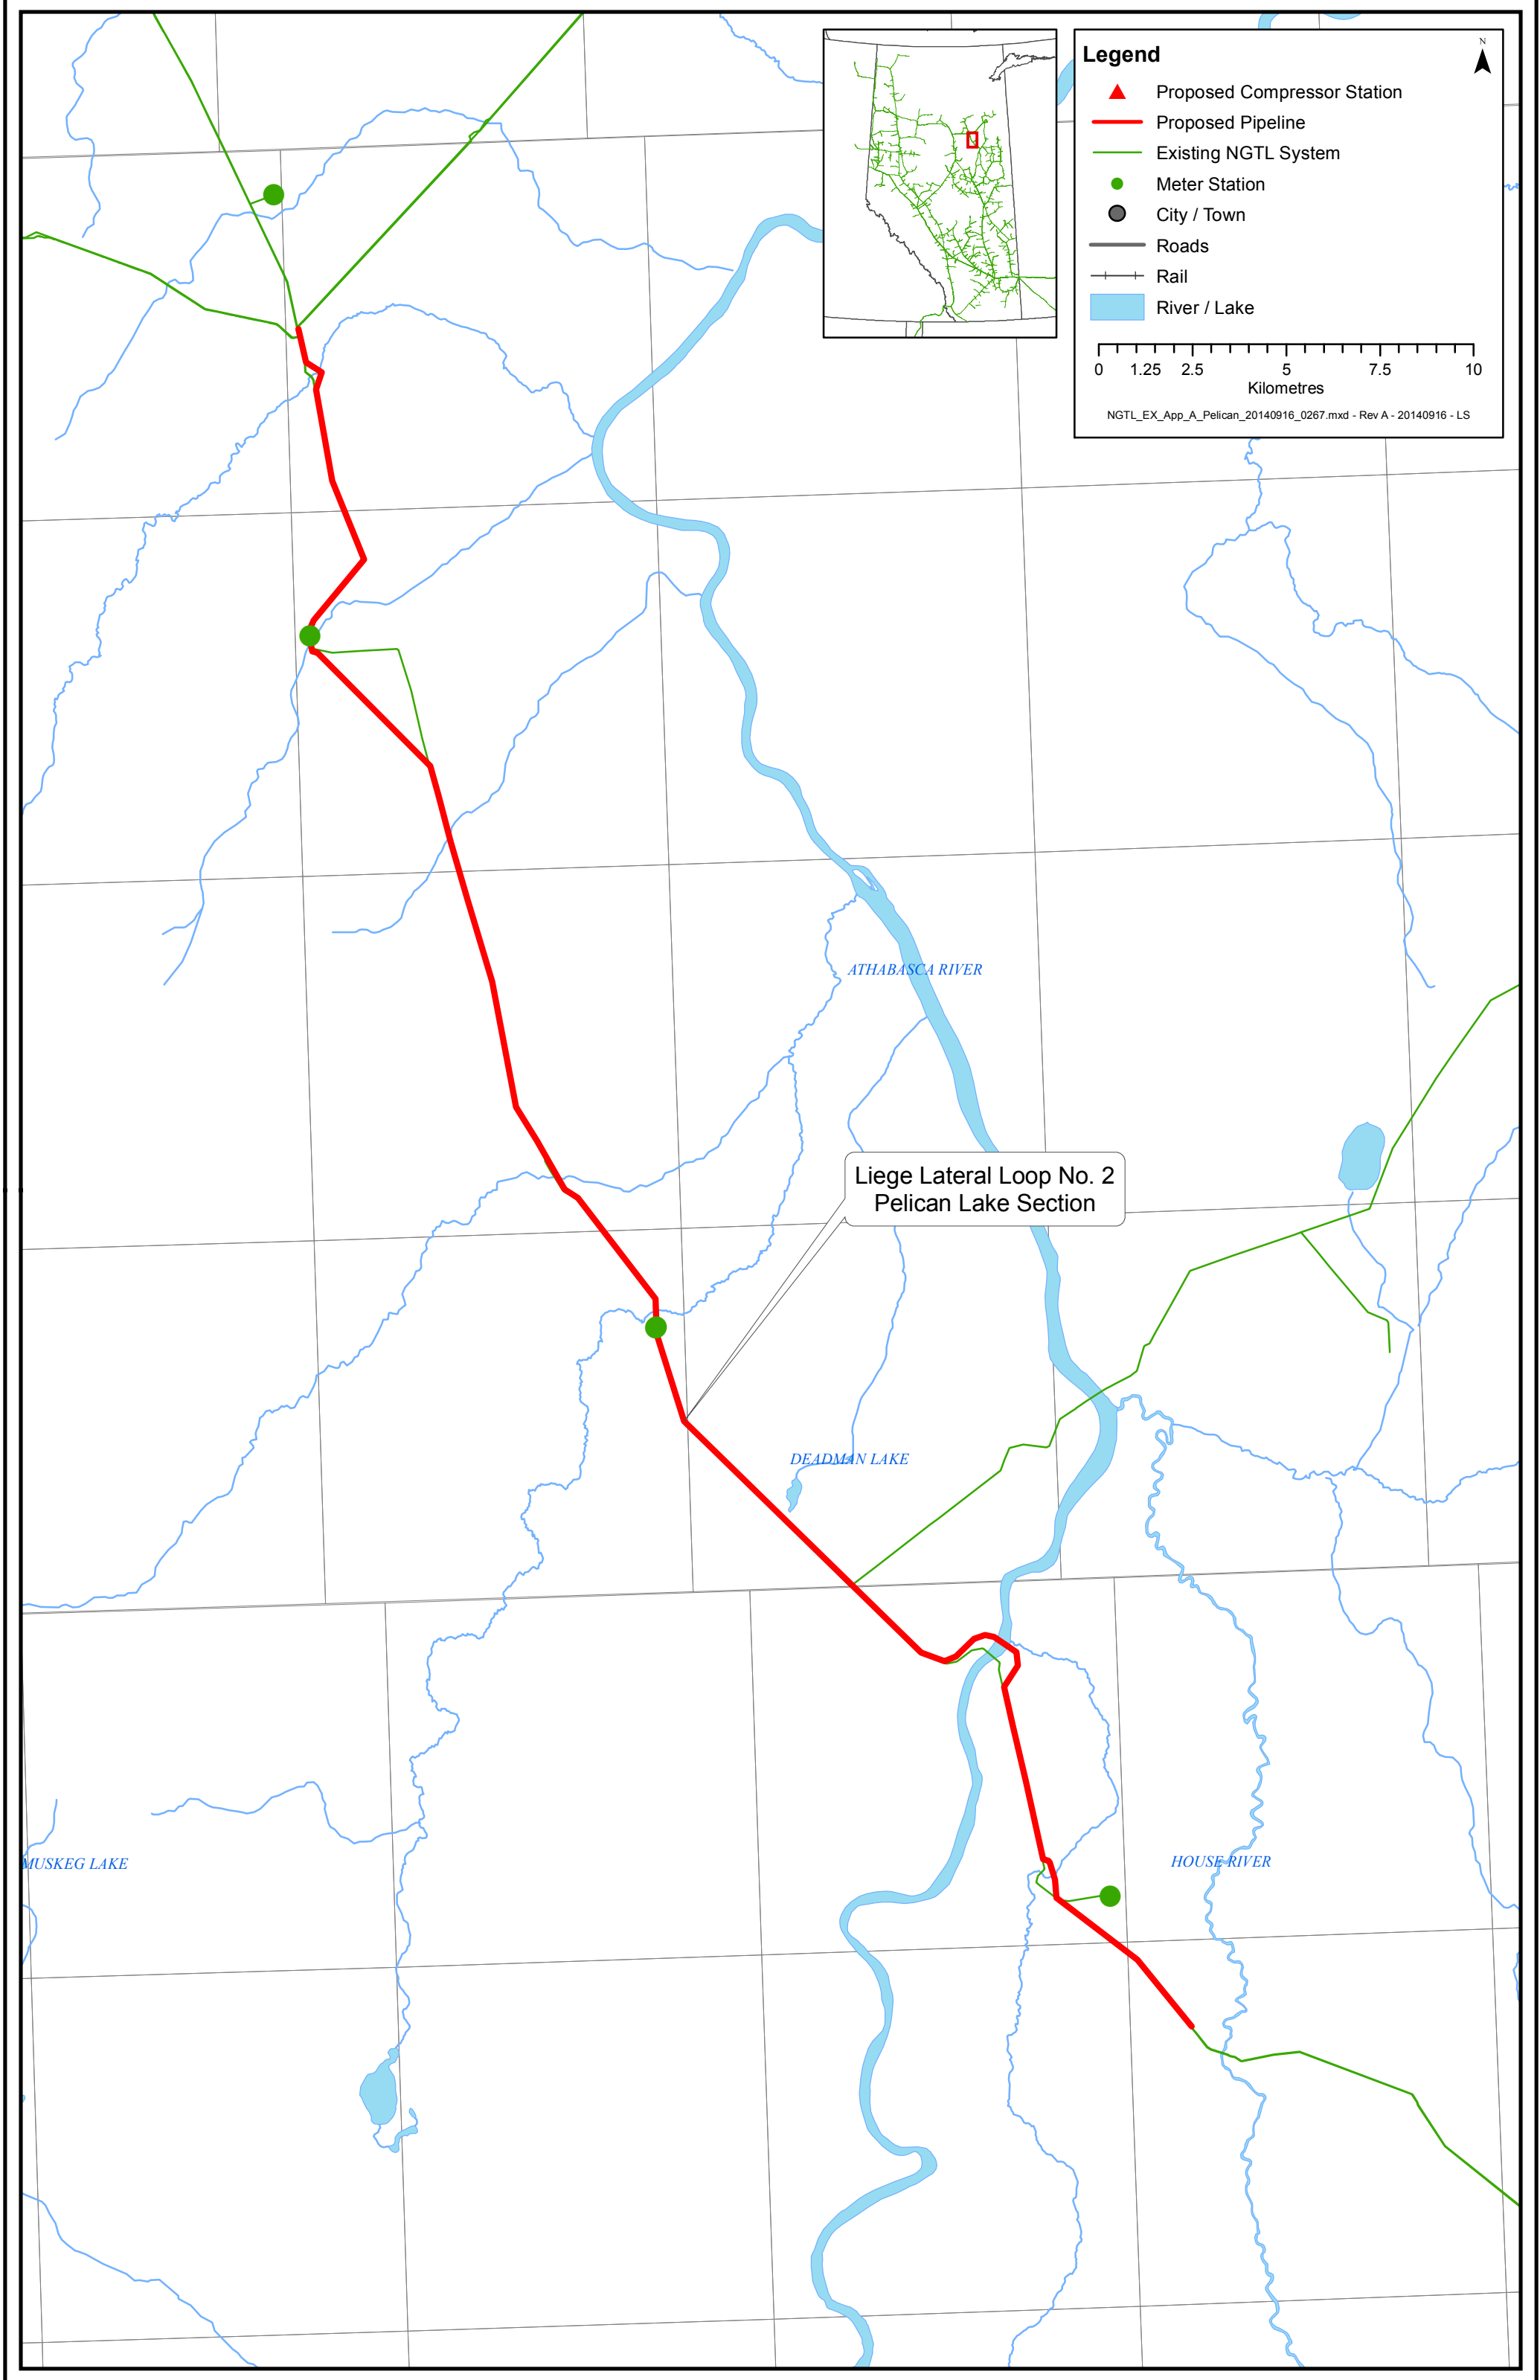 Legend
N
Proposed Compressor Station
Proposed Pipeline
Existing NGTL System
Meter Station
City / Town
Roads
Rail
River / Lake
0 1.25 2.5 5 7.5 10
Kilometres
NGTL_EX_App_A_Pelican_20140916_0267.mxd - Rev A - 20140916 - LS
ATHABASCA RIVER
Liege Lateral Loop No. 2
Pelican Lake Section
DEADMAN LAKE
MUSKEG LAKE
HOUSE RIVER